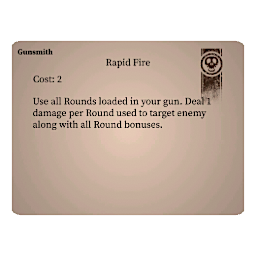 Gunsmith
Rapid Fire
Cost: 2
Use all Rounds loaded in your gun. Deal 1
damage per Round used to target enemy
along with all Round bonuses.